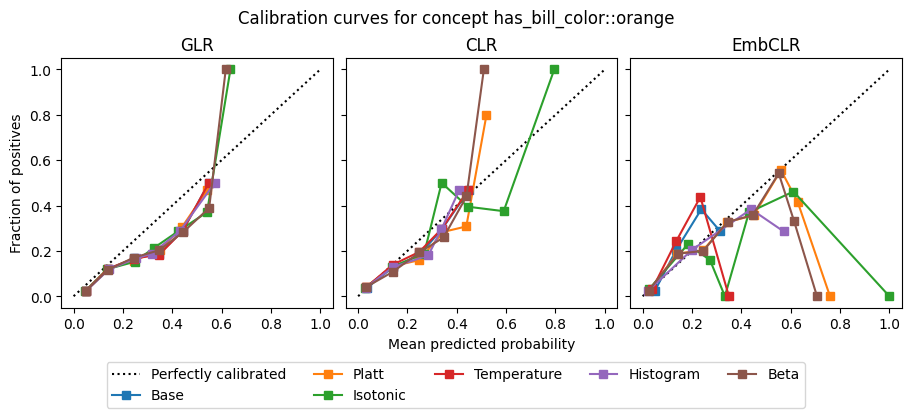 Calibration curves for concept has_bill_color::orange
GLR
CLR
EmbCLR
Fraction of positives
1.0
0.8
0.6
0.4
0.2
0.0
0.0 0.2 0.4 0.6 0.8 1.0
0.0 0.2 0.4 0.6 0.8 1.0
0.0 0.2 0.4 0.6 0.8 1.0
Mean predicted probability
Perfectly calibrated
Base
Platt
Isotonic
Temperature
Histogram
Beta